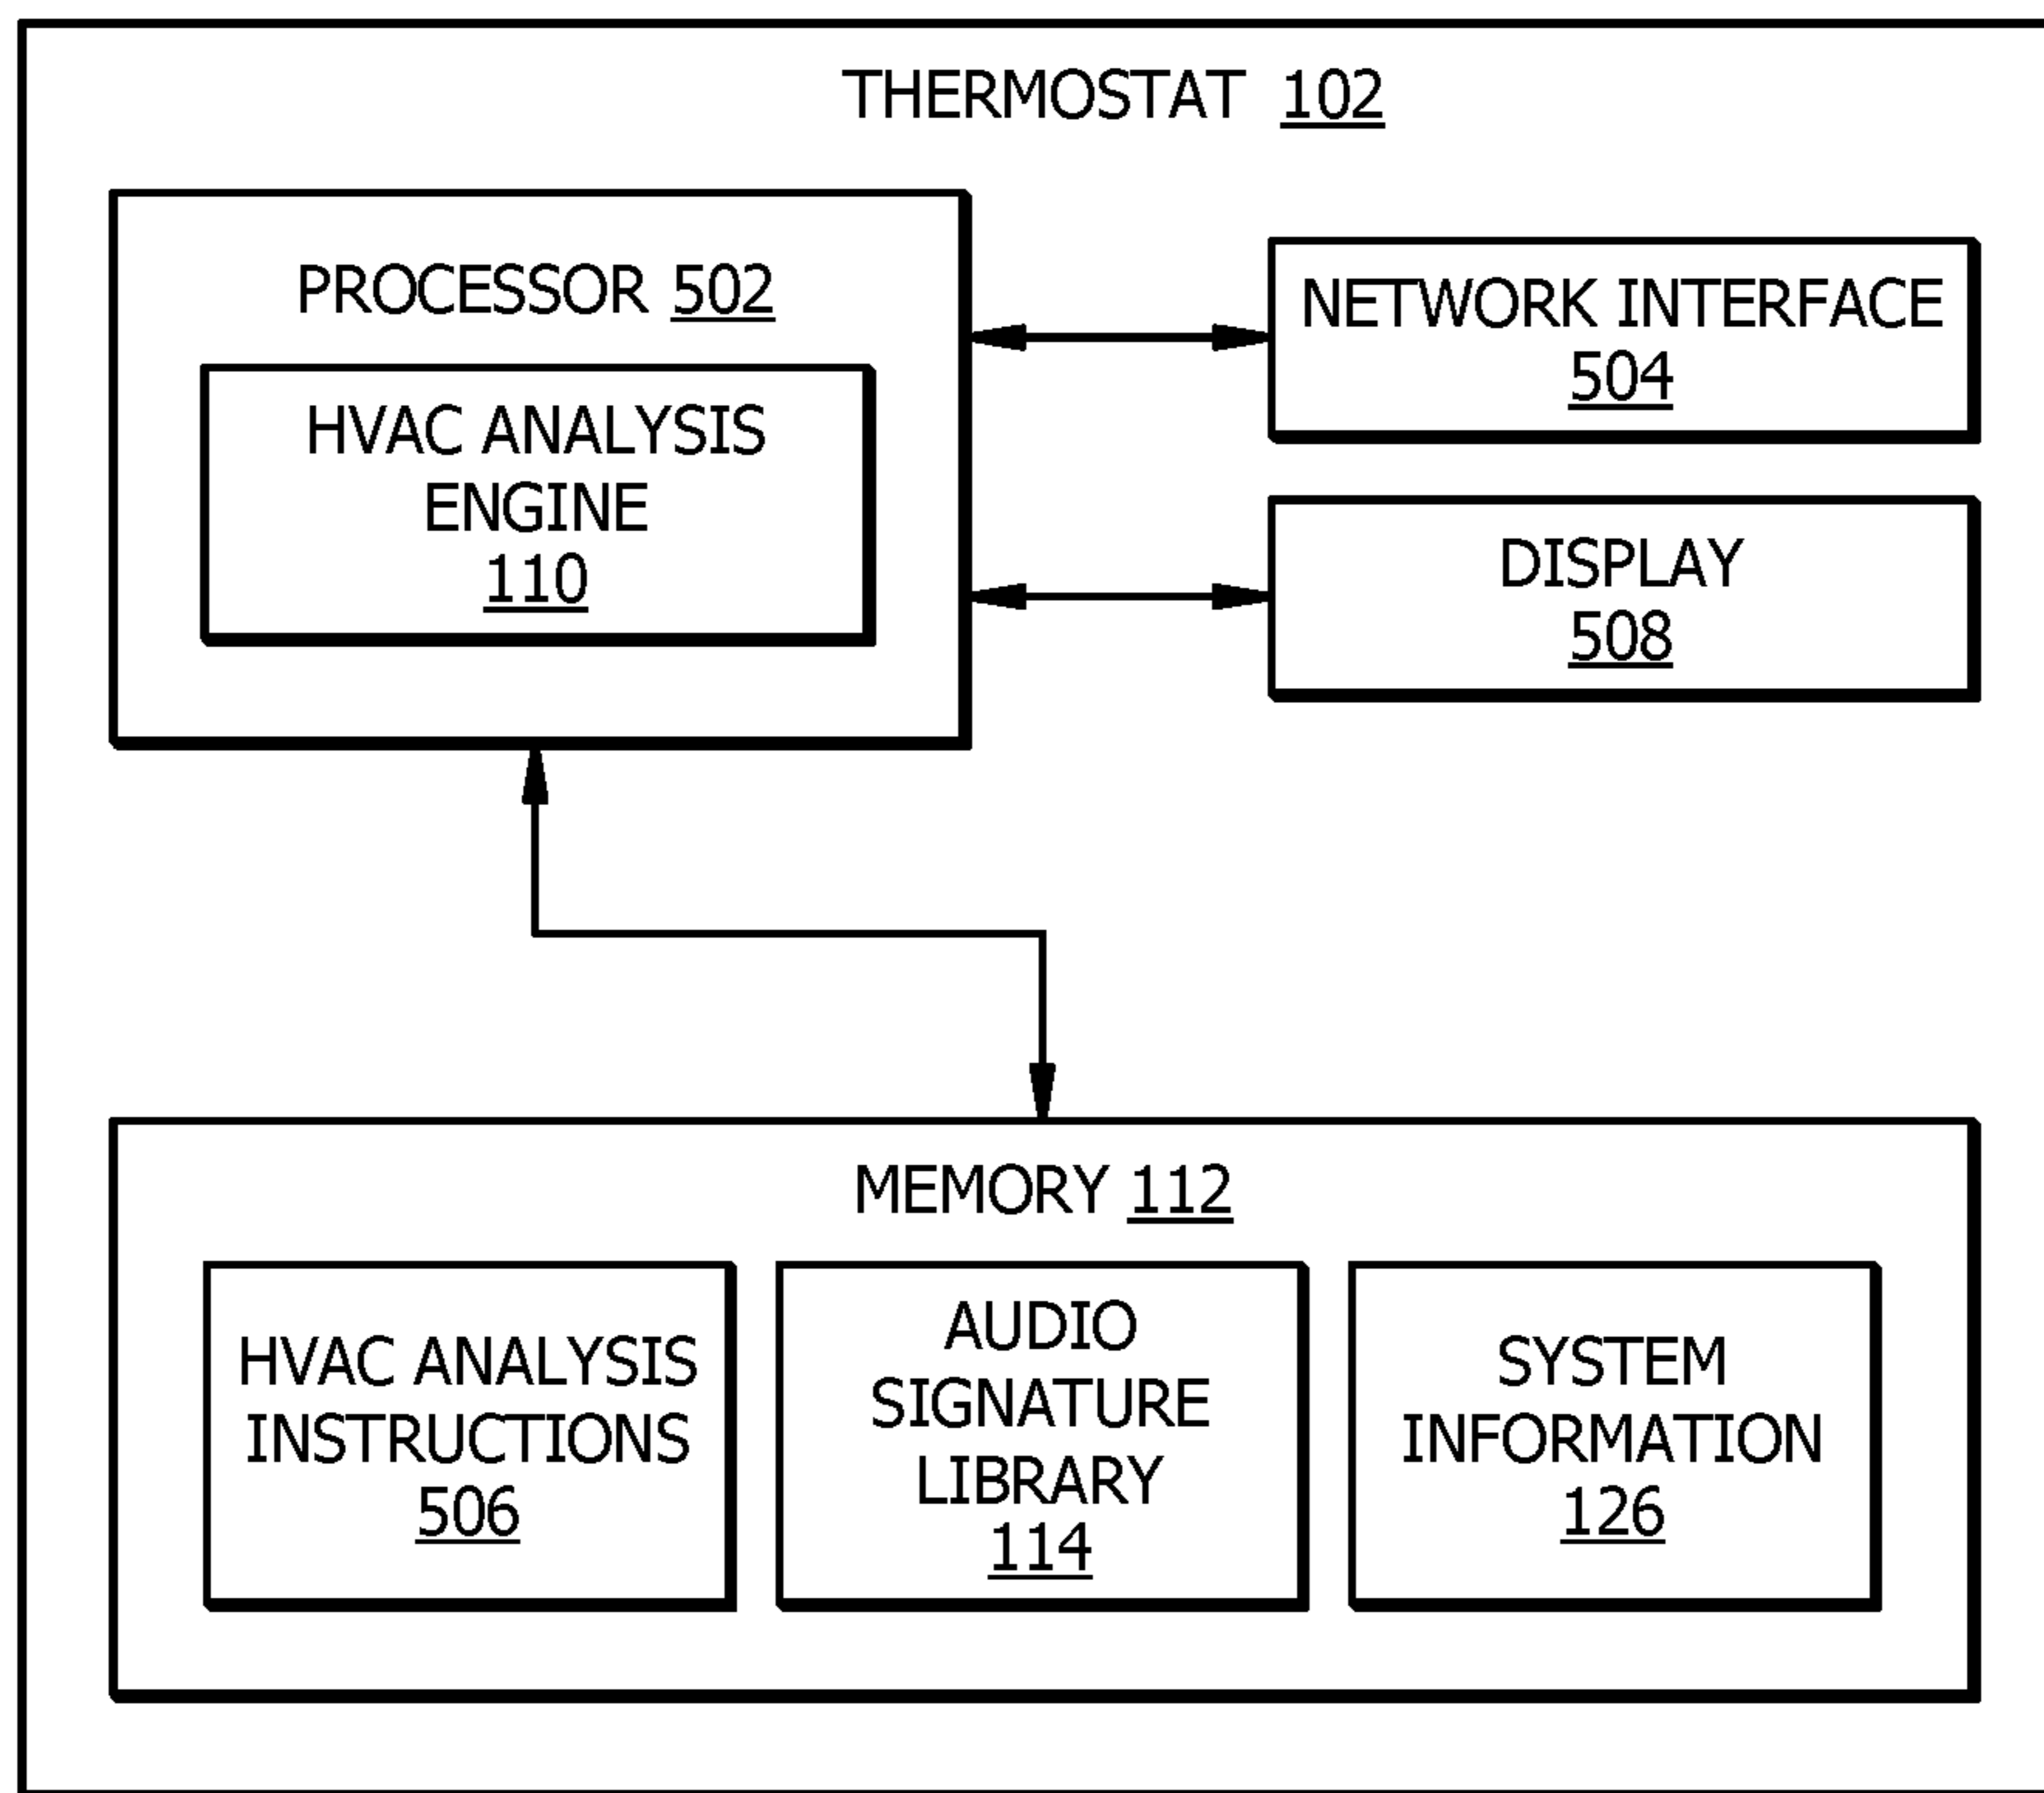 THERMOSTAT 102
PROCESSOR 502
HVAC ANALYSIS
ENGINE
110
NETWORK INTERFACE
504
DISPLAY
508
MEMORY 112
HVAC ANALYSIS
INSTRUCTIONS
506
AUDIO
SIGNATURE
LIBRARY
114
SYSTEM
INFORMATION
126